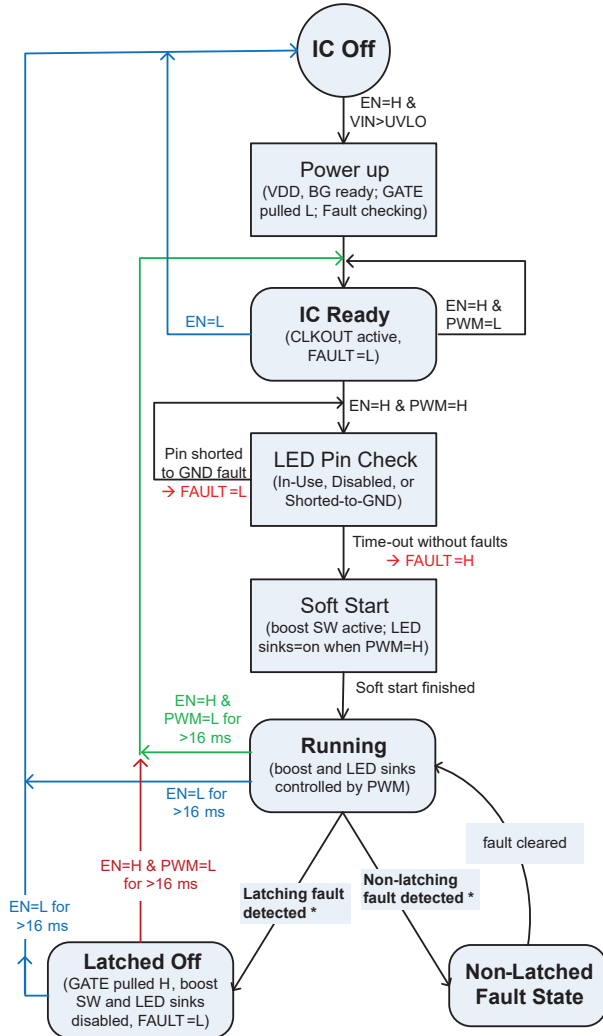 IC Off
EN=H &
VIN>UVLO
Power up
(VDD, BG ready; GATE
pulled L; Fault checking)
IC Ready
(CLKOUT active,
FAULT=L)
EN=L
EN=H &
PWM=L
EN=H & PWM=H
Pin shorted
to GND fault
→ FAULT=L
LED Pin Check
(In-Use, Disabled, or
Shorted-to-GND)
Time-out without faults
→ FAULT=H
Soft Start
(boost SW active; LED
sinks=on when PWM=H)
Soft start finished
EN=H &
PWM=L for
>16 ms
Running
(boost and LED sinks
controlled by PWM)
EN=L for
>16 ms
fault cleared
EN=H & PWM=L
for >16 ms
Latching fault
detected *
Non-latching
fault detected *
EN=L for
>16 ms
Latched Off
(GATE pulled H, boost
SW and LED sinks
disabled, FAULT=L)
Non-Latched
Fault State